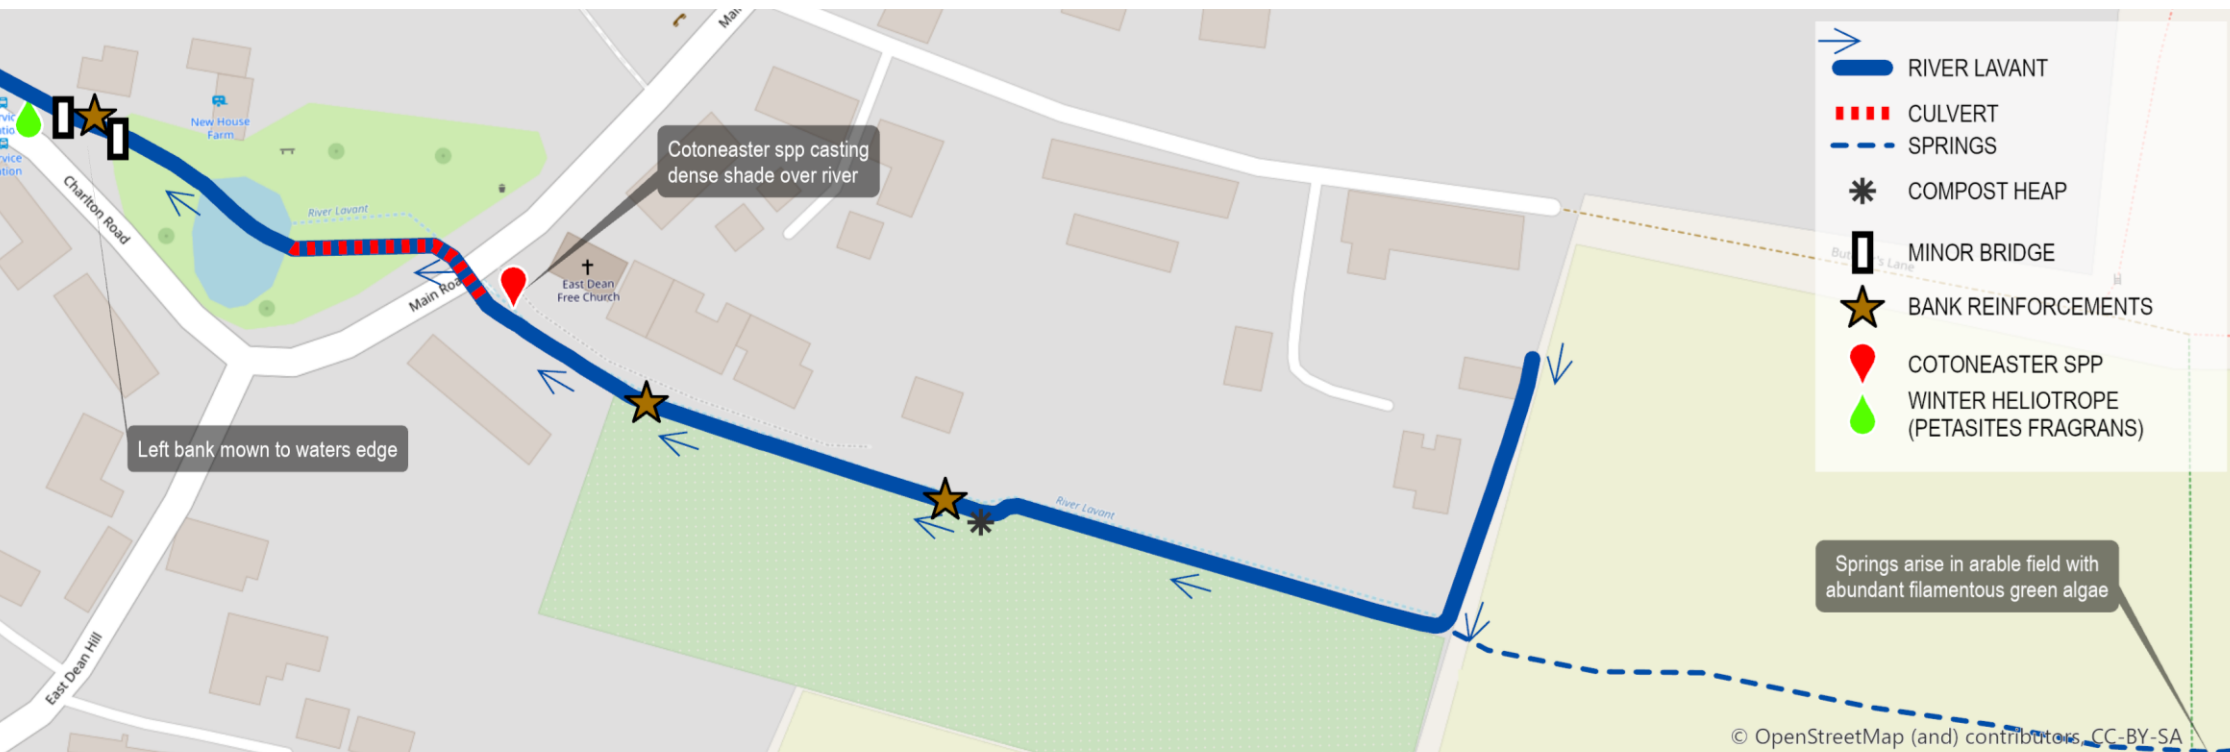 Mai
RIVER LAVANT
CULVERT
SPRINGS
COMPOST HEAP
MINOR BRIDGE
BANK REINFORCEMENTS
COTONEASTER SPP
WINTER HELIOTROPE
(PETASITES FRAGRANS)
New House
Farm
Cotoneaster spp casting
dense shade over river
Charlton Road
River Lavant
Main Roa
East Dean
Free Church
Left bank mown to waters edge
River Lavant
East Dean Hill
Springs arise in arable field with
abundant filamentous green algae
© OpenStreetMap (and) contributors, CC-BY-SA